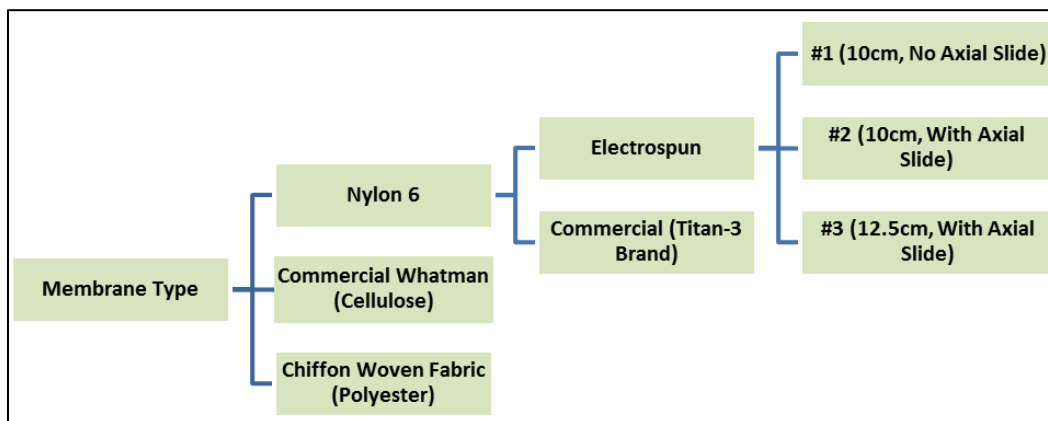 Membrane Type
Nylon 6
Commercial Whatman
(Cellulose)
Chiffon Woven Fabric
(Polyester)
Electrospun
Commercial (Titan-3
Brand)
#1 (10cm, No Axial Slide)
#2 (10cm, With Axial
Slide)
#3 (12.5cm, With Axial
Slide)